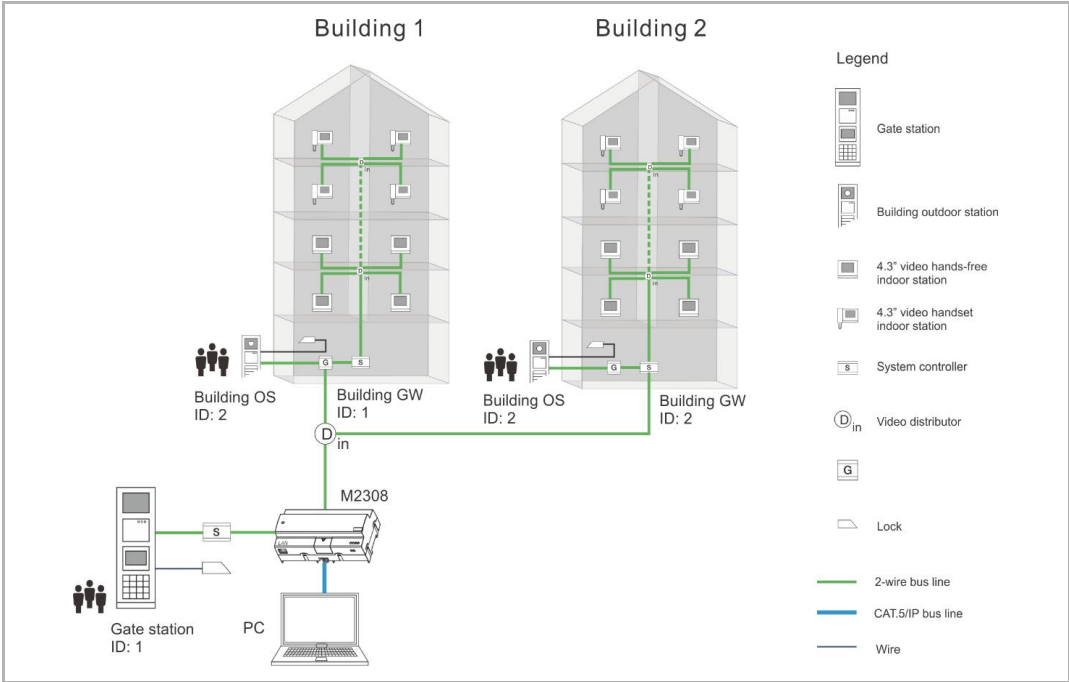 Building 1
Building 2
Legend
Gate station
Building outdoor station
4.3" video hands-free
indoor station
4.3" video handset
indoor station
S
System controller
D in
Video distributor
G
Lock
2-wire bus line
CAT.5/IP bus line
Wire
D
in
D
in
G
S
Building OS
ID: 2
Building GW
ID: 1
D
in
D
in
G
S
Building OS
ID: 2
Building GW
ID: 2
D
in
M2308
S
LAN
Gate station
ID: 1
PC